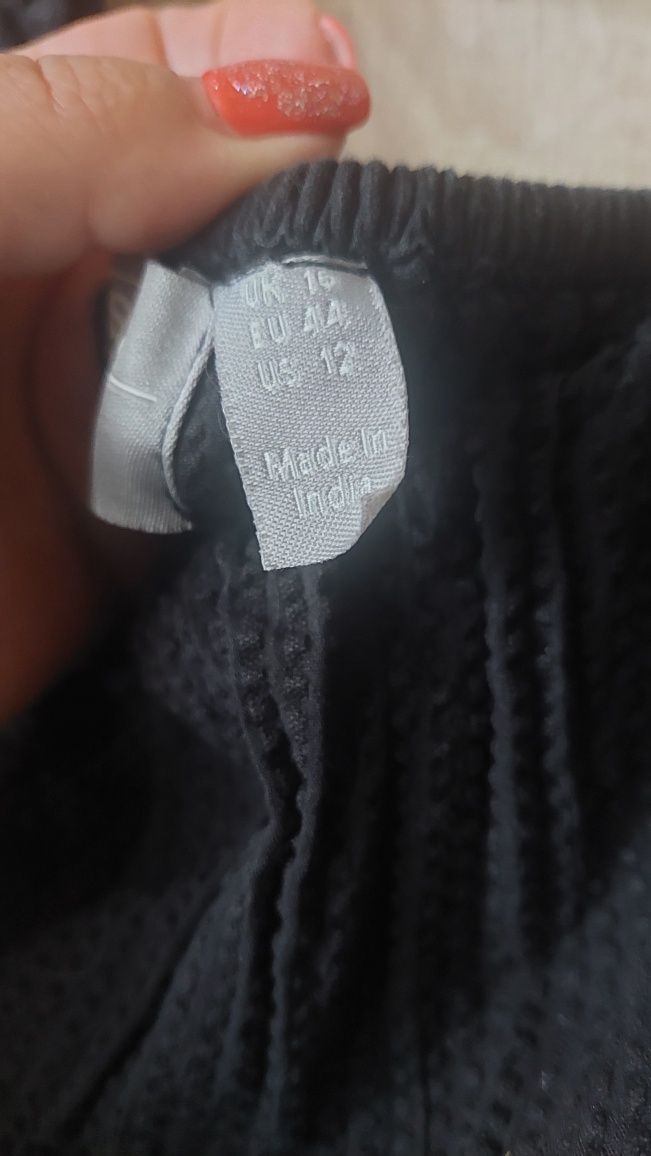 UK 16
EU 44
US 12
Made In
India